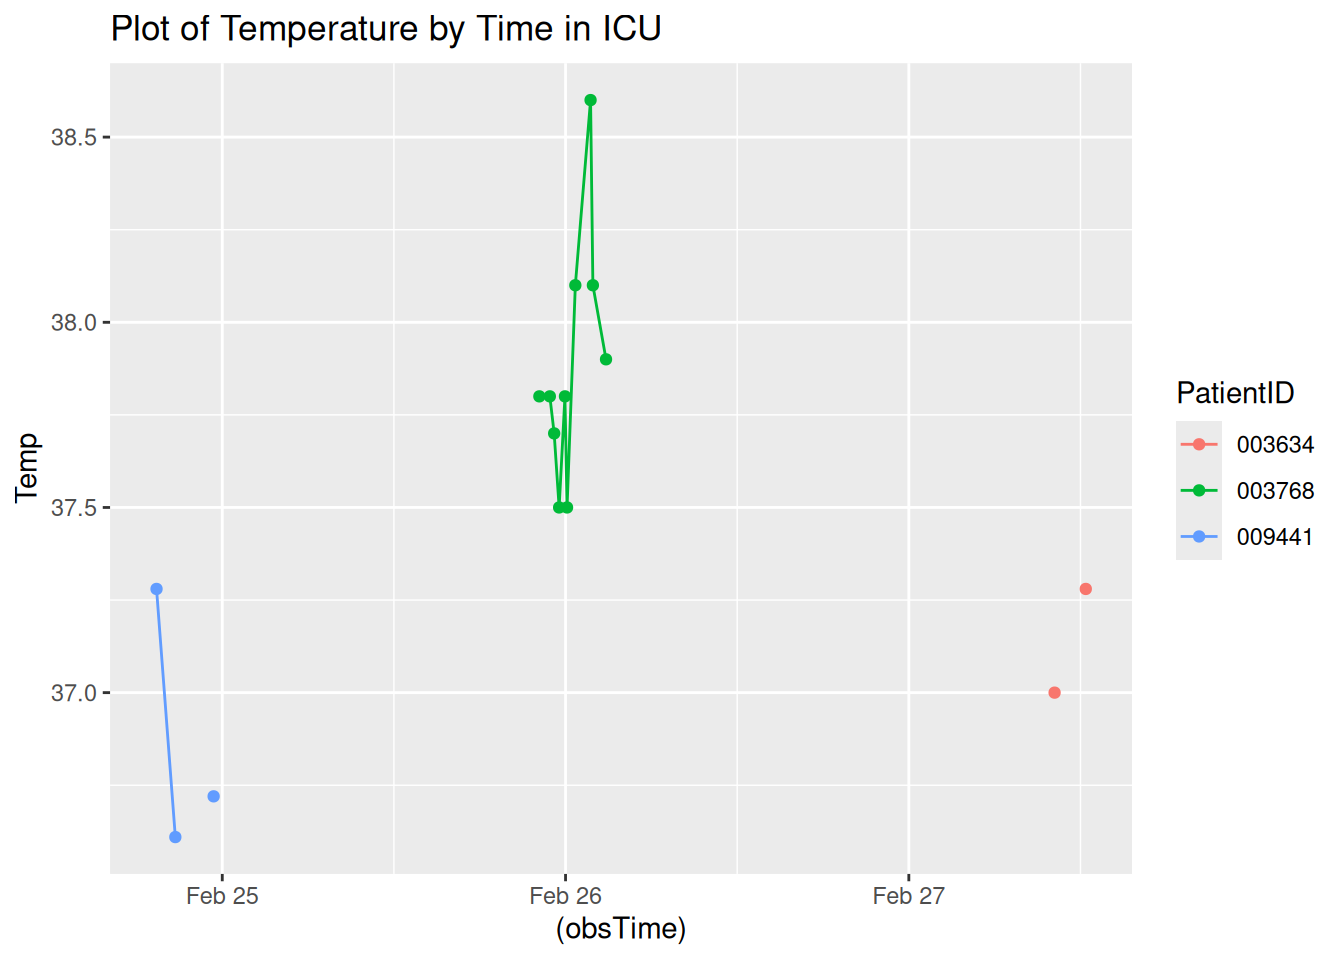 Plot of Temperature by Time in ICU
38.5
38.0
37.5
37.0
Temp
Feb 25
Feb 26
Feb 27
(obsTime)
PatientID
003634
003768
009441